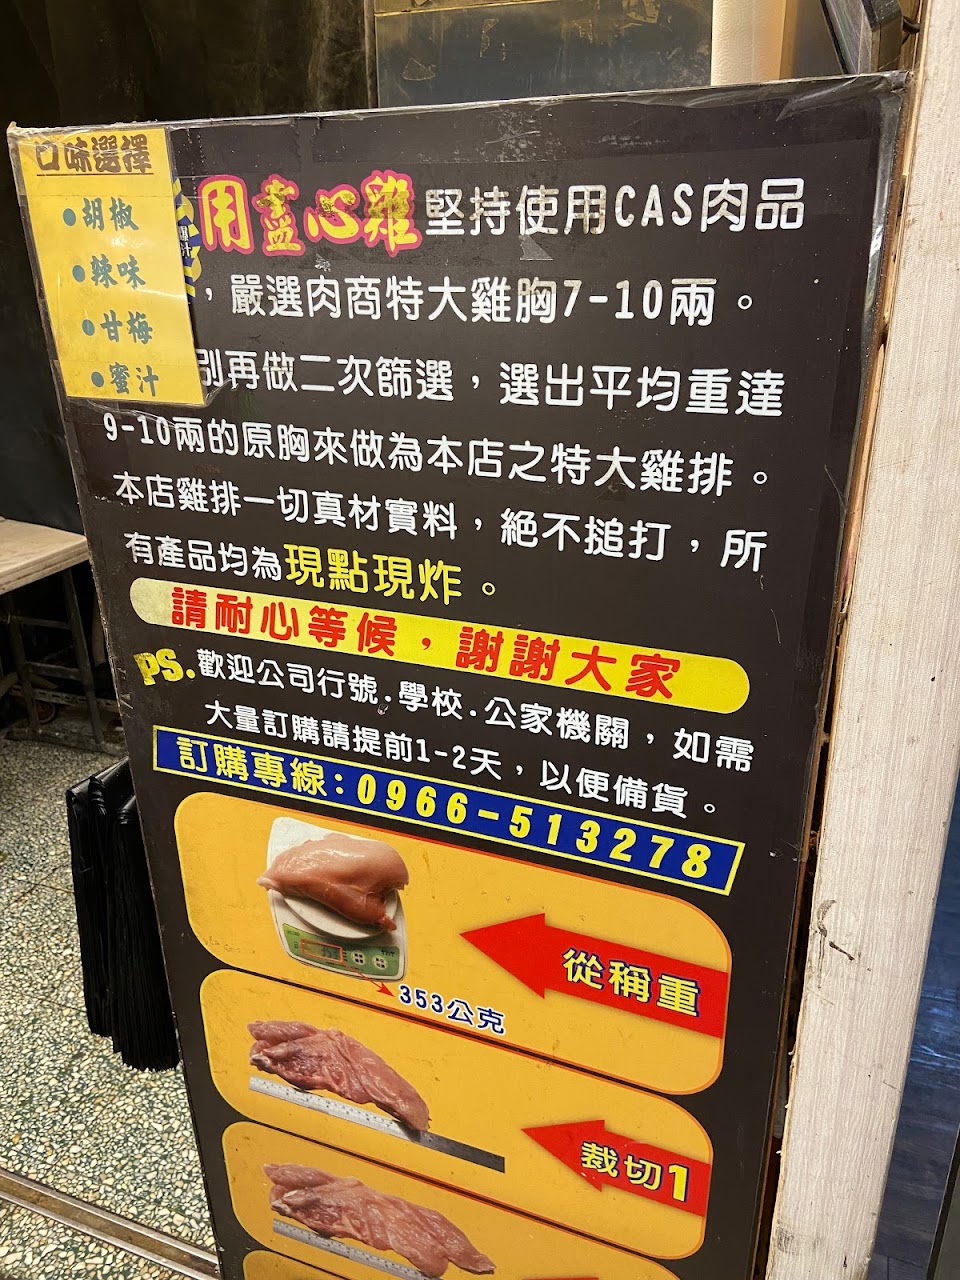 口味選擇
●胡椒
●辣味
●甘梅
●蜜汁
用盍心雞堅持使用CAS肉品
，嚴選肉商特大雞胸7-10兩。
別再做二次篩選，選出平均重達
9-10兩的原胸來做為本店之特大雞排。
本店雞排一切真材實料，絕不搥打，所
有產品均為現點現炸。
請耐心等候，謝謝大家
PS.歡迎公司行號.學校.公家機關，如需
大量訂購請提前1-2天，以便備貨。
訂購專線：0966-513278
從稱重
353公克
裁切1